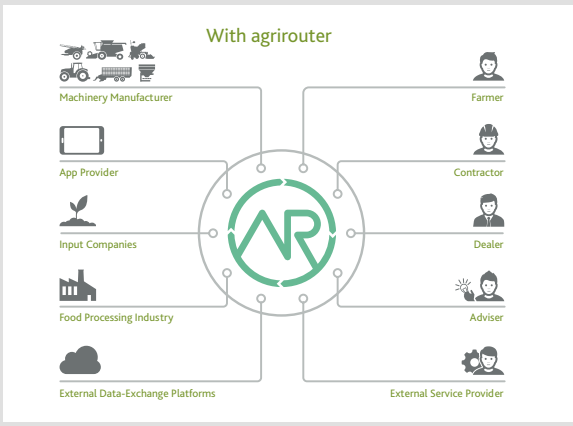 With agrirouter
Machinery Manufacturer
Farmer
App Provider
Contractor
Input Companies
Dealer
AR
Food Processing Industry
Adviser
External Data-Exchange Platforms
External Service Provider